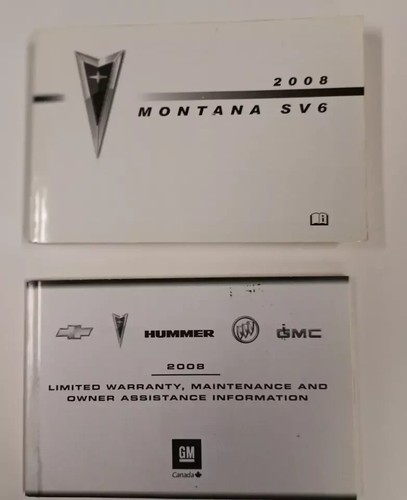 2008
MONTANA SV6
HUMMER
GMC
2008
LIMITED WARRANTY, MAINTENANCE AND
OWNER ASSISTANCE INFORMATION
GM
Canada